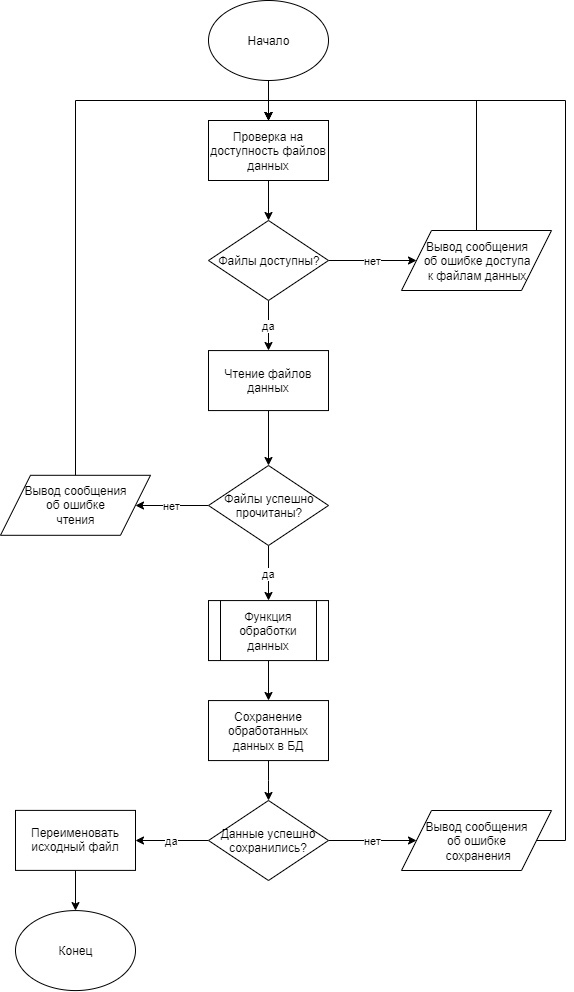 Начало
Проверка на
доступность файлов
данных
Файлы доступны?
нет
Вывод сообщения
об ошибке доступа
к файлам данных
да
Чтение файлов
данных
Вывод сообщения
об ошибке
чтения
нет
Файлы успешно
прочитаны?
да
Функция
обработки
данных
Сохранение
обработанных
данных в БД
Переименовать
исходный файл
да
Данные успешно
сохранились?
нет
Вывод сообщения
об ошибке
сохранения
Конец